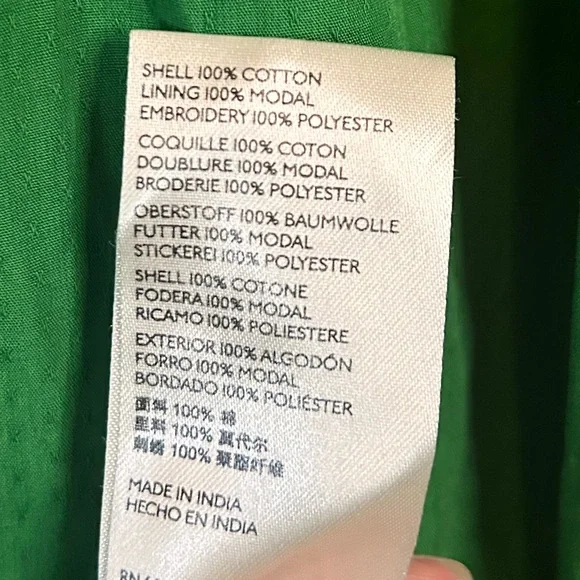 SHELL 100% COTTON
LINING 100% MODAL
EMBROIDERY 100% POLYESTER
COQUILLE 100% COTON
DOUBLURE 100% MODAL
BRODERIE 100% POLYESTER
OBERSTOFF 100% BAUMWOLLE
FUTTER 100% MODAL
STICKEREI 100% POLYESTER
SHELL 100% COTONE
FODERA 100% MODAL
RICAMO 100% POLIESTERE
EXTERIOR 100% ALGODÓN
FORRO 100% MODAL
BORDADO 100% POLIÉSTER
面料 100% 棉
里料 100% 莫代尔
刺绣 100% 聚酯纤维
MADE IN INDIA
HECHO EN INDIA